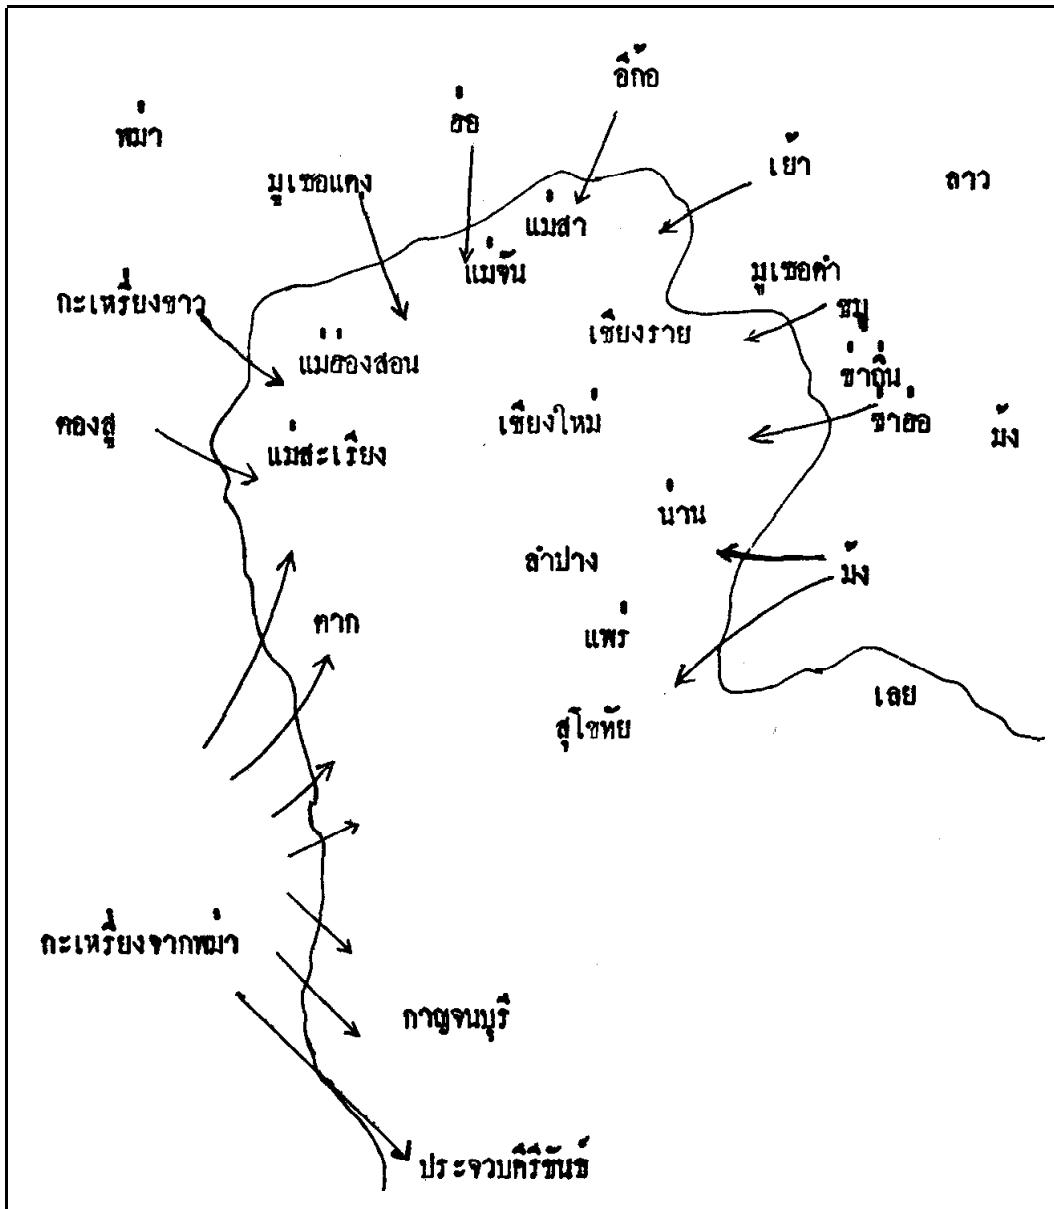 อีก้อ
พม่า
ฮ่อ
เย้า
ลาว
มูเซอแดง
แม่สา
แม่จัน
มูเซอดำ
กะเหรี่ยงขาว
ขมุ
เชียงราย
แม่ฮ่องสอน
ข่าถิ่น
ข่าฮ่อ
ตองสู
เชียงใหม่
ม้ง
แม่สะเรียง
น่าน
ลำปาง
ม้ง
ตาก
แพร่
เลย
สุโขทัย
กะเหรี่ยงจากพม่า
กาญจนบุรี
ประจวบคีรีขันธ์